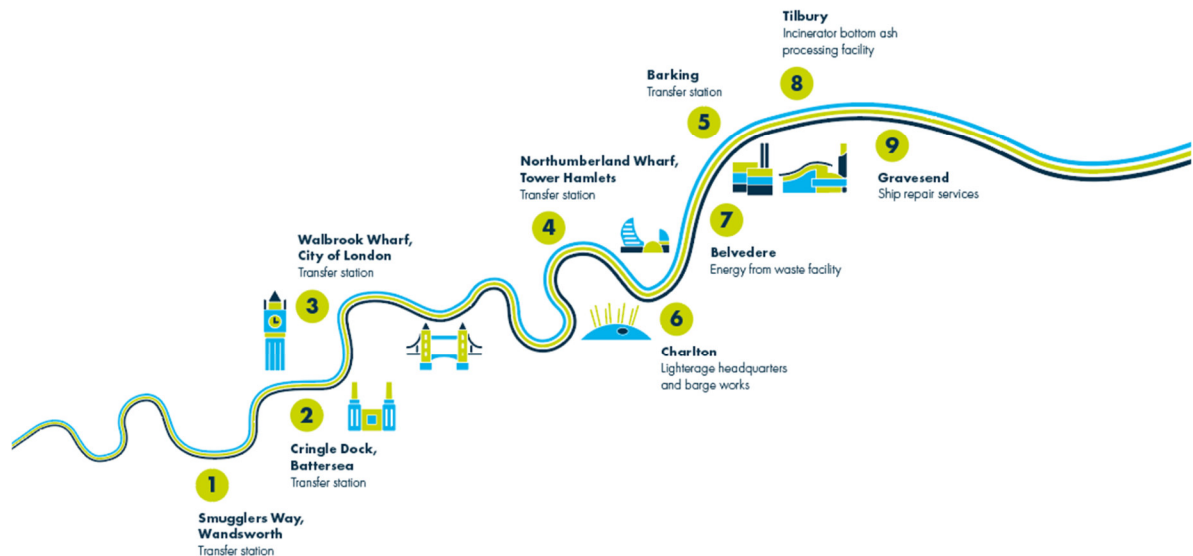 Tilbury
Incinerator bottom ash
processing facility
8
Barking
Transfer station
5
9
Gravesend
Ship repair services
Northumberland Wharf,
Tower Hamlets
Transfer station
4
7
Belvedere
Energy from waste facility
Walbrook Wharf,
City of London
Transfer station
3
6
Charlton
Lighterage headquarters
and barge works
2
Cringle Dock,
Battersea
Transfer station
1
Smugglers Way,
Wandsworth
Transfer station